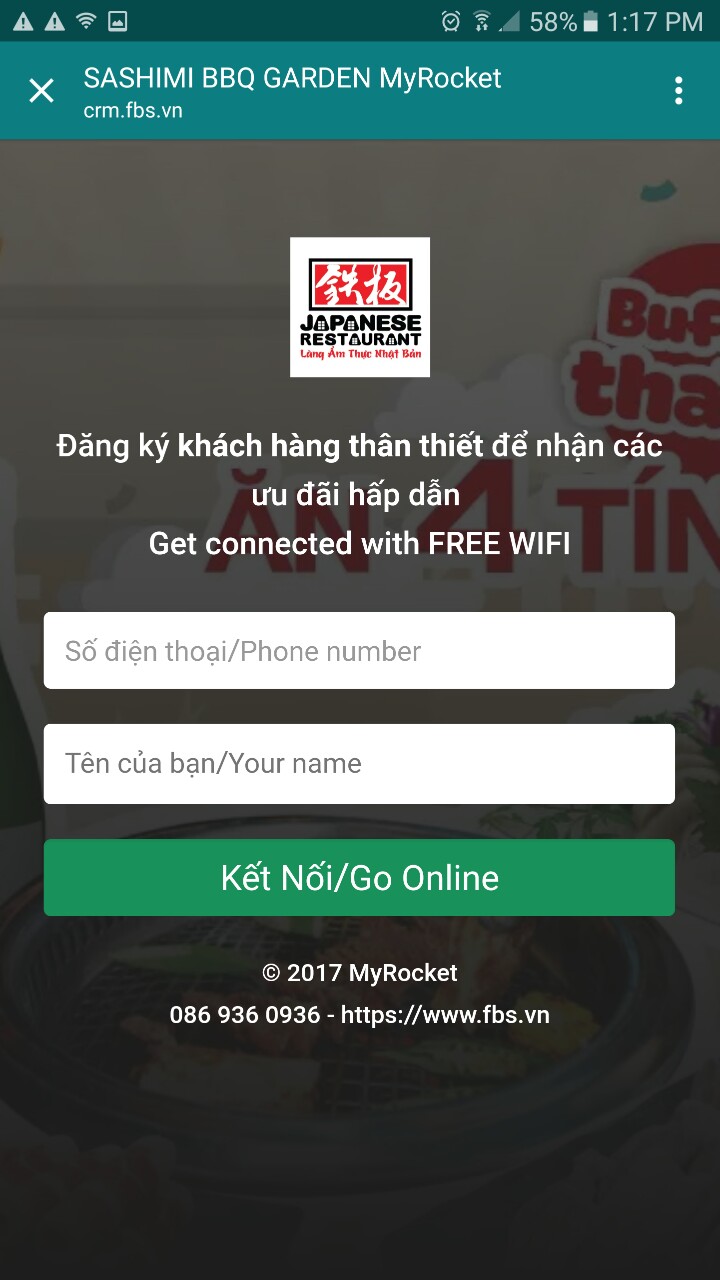 58% 1:17 PM
SASHIMI BBQ GARDEN MyRocket
crm.fbs.vn
鉄板
JAPANESE
RESTAURANT
Làng Ẩm Thực Nhật Bản
Đăng ký khách hàng thân thiết để nhận các
ưu đãi hấp dẫn
Get connected with FREE WIFI
ĂN 4 TÍN
Số điện thoại/Phone number
Tên của bạn/Your name
Kết Nối/Go Online
© 2017 MyRocket
086 936 0936 - https://www.fbs.vn